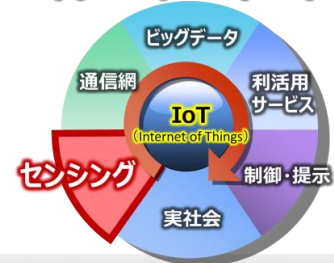 ビッグデータ
通信網
利活用
サービス
IoT
(Internet of Things)
センシング
制御・提示
実社会